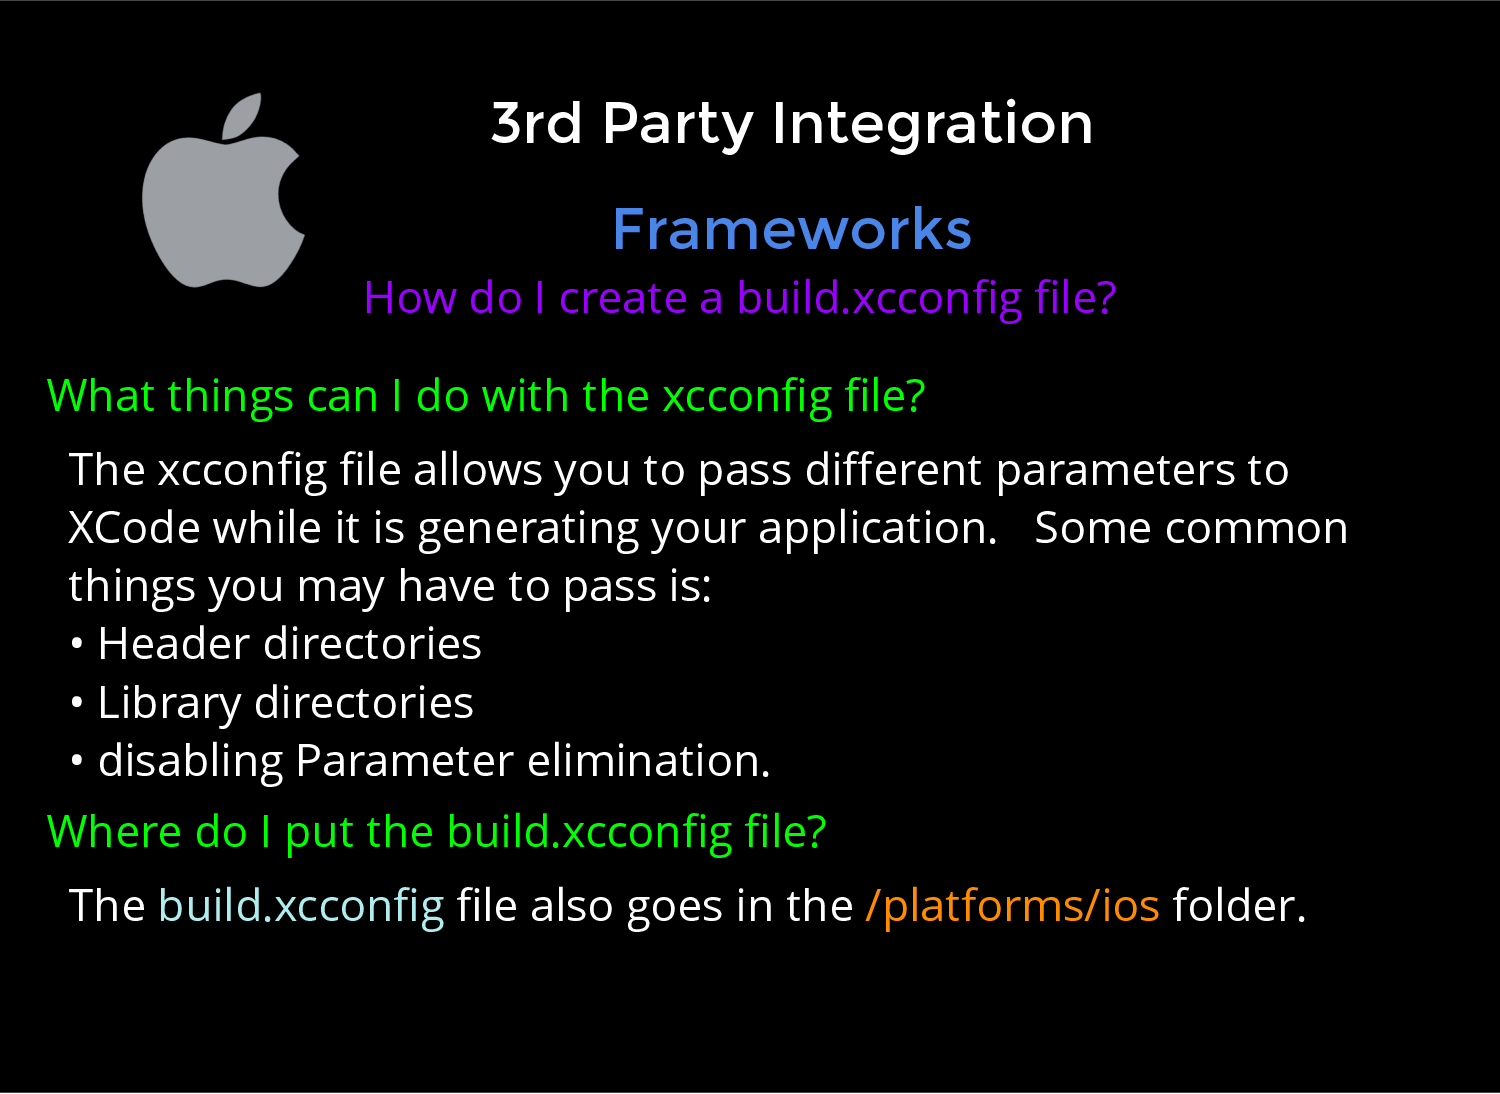 3rd Party Integration
Frameworks
How do I create a build.xcconfig file?
What things can I do with the xcconfig file?
The xcconfig file allows you to pass different parameters to
XCode while it is generating your application.   Some common
things you may have to pass is:
• Header directories
• Library directories
• disabling Parameter elimination.
Where do I put the build.xcconfig file?
The build.xcconfig file also goes in the /platforms/ios folder.